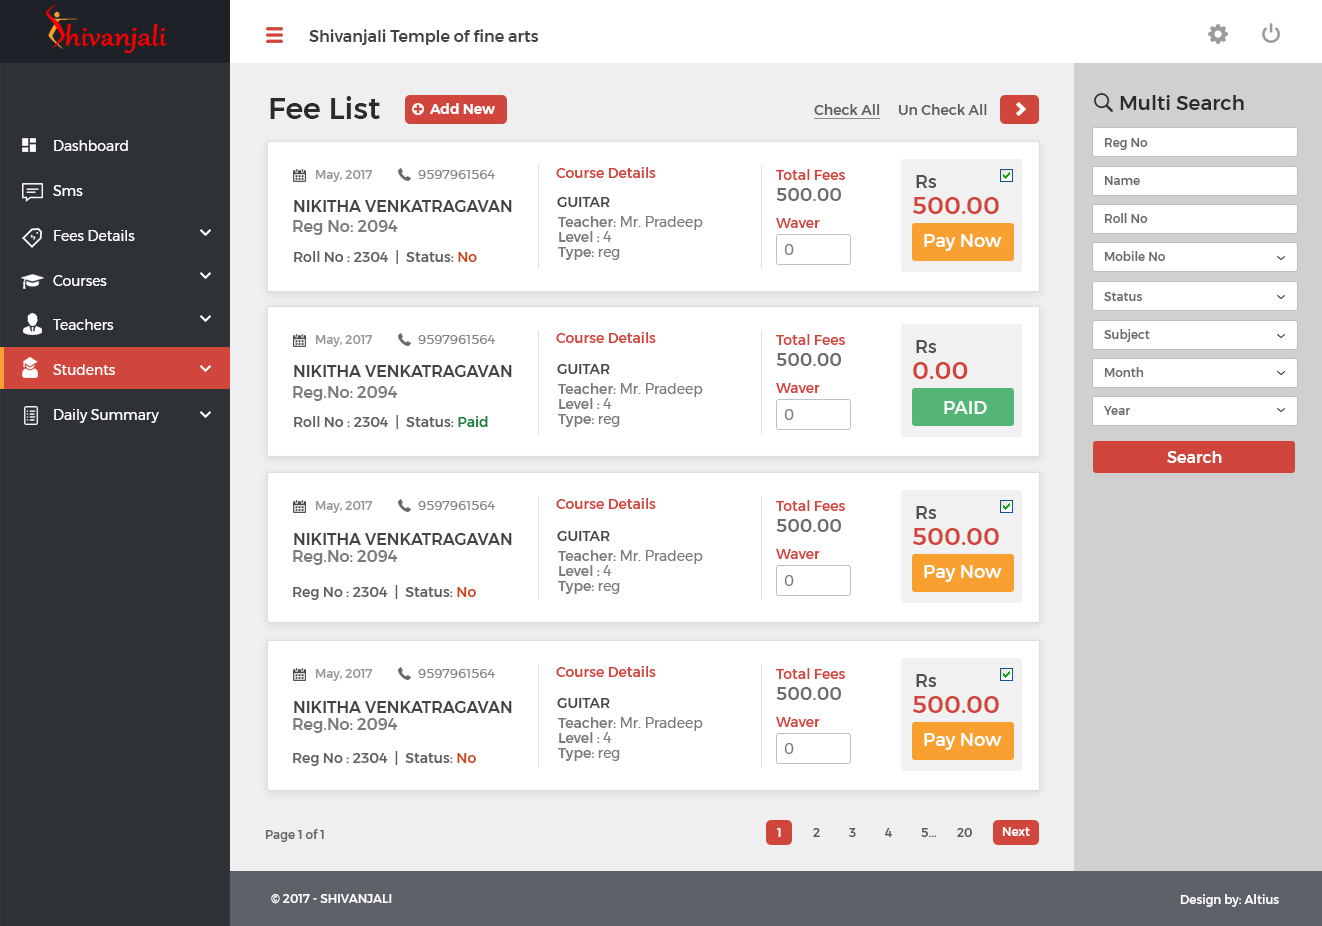 Shivanjali
Shivanjali Temple of fine arts
Dashboard
Sms
Fees Details
Courses
Teachers
Students
Daily Summary
Fee List
Add New
Check All Un Check All
May, 2017 9597961564
NIKITHA VENKATRAGAVAN
Reg No: 2094
Roll No : 2304 | Status: No
Course Details
GUITAR
Teacher: Mr. Pradeep
Level : 4
Type: reg
Total Fees
500.00
Waver
0
Rs
500.00
Pay Now
May, 2017 9597961564
NIKITHA VENKATRAGAVAN
Reg.No: 2094
Roll No : 2304 | Status: Paid
Course Details
GUITAR
Teacher: Mr. Pradeep
Level : 4
Type: reg
Total Fees
500.00
Waver
0
Rs
0.00
PAID
May, 2017 9597961564
NIKITHA VENKATRAGAVAN
Reg.No: 2094
Reg No : 2304 | Status: No
Course Details
GUITAR
Teacher: Mr. Pradeep
Level : 4
Type: reg
Total Fees
500.00
Waver
0
Rs
500.00
Pay Now
May, 2017 9597961564
NIKITHA VENKATRAGAVAN
Reg.No: 2094
Reg No : 2304 | Status: No
Course Details
GUITAR
Teacher: Mr. Pradeep
Level : 4
Type: reg
Total Fees
500.00
Waver
0
Rs
500.00
Pay Now
Page 1 of 1
1 2 3 4 5... 20 Next
Multi Search
Reg No
Name
Roll No
Mobile No
Status
Subject
Month
Year
Search
© 2017 - SHIVANJALI
Design by: Altius